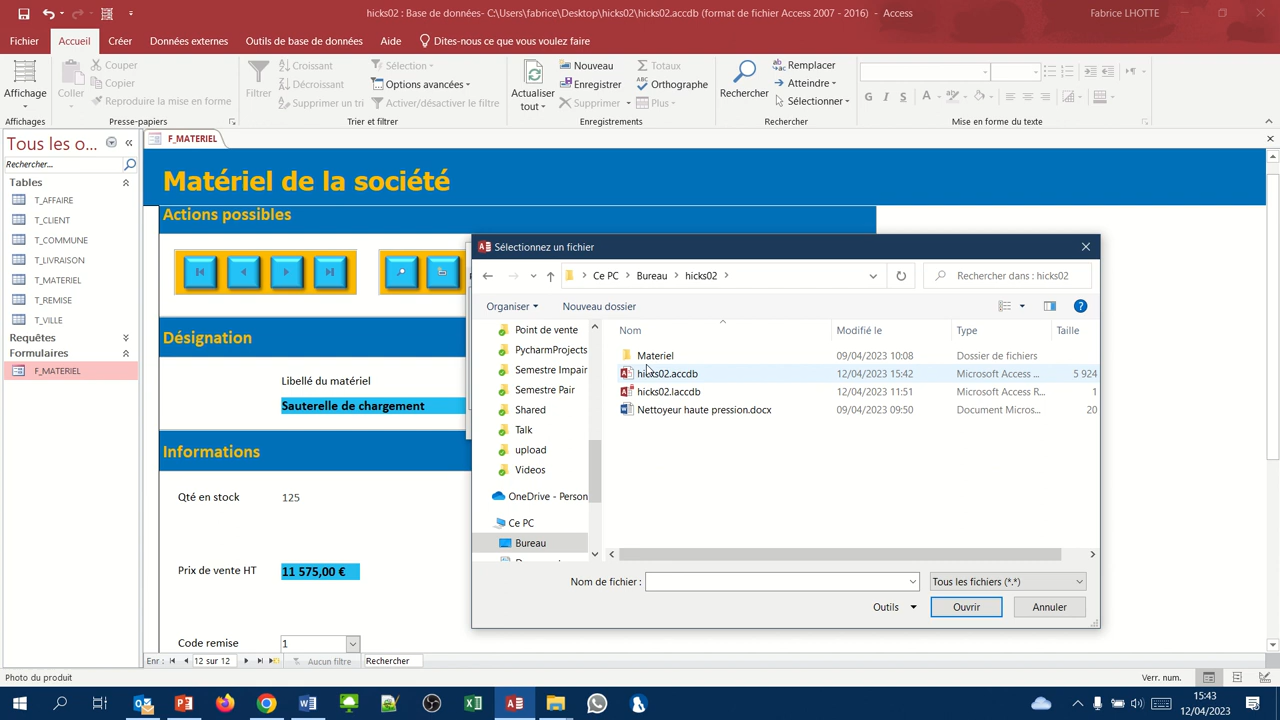 hicks02 : Base de données- C:\Users\fabrice\Desktop\hicks02\hicks02.accdb (format de fichier Access 2007 - 2016) - Access
Fabrice LHOTTE
Fichier Accueil Créer Données externes Outils de base de données Aide Dites-nous ce que vous voulez faire
Affichage
Coller
Couper
Copier
Reproduire la mise en forme
Filtrer
Croissant
Décroissant
Supprimer un tri
Sélection
Options avancées
Activer/désactiver le filtre
Actualiser tout
Nouveau
Enregistrer
Supprimer
Totaux
Orthographe
Plus
Rechercher
Remplacer
Atteindre
Sélectionner
G I S A
Affichages Presse-papiers Trier et filtrer Enregistrements Rechercher Mise en forme du texte
Tous les o...
Rechercher...
Tables
T_AFFAIRE
T_CLIENT
T_COMMUNE
T_LIVRAISON
T_MATERIEL
T_REMISE
T_VILLE
Requêtes
Formulaires
F_MATERIEL
F_MATERIEL
Matériel de la société
Actions possibles
Désignation
Libellé du matériel
Sauterelle de chargement
Informations
Qté en stock 125
Prix de vente HT 11 575,00 €
Code remise 1
Sélectionnez un fichier
Ce PC Bureau hicks02
Rechercher dans : hicks02
Organiser Nouveau dossier
Point de vente
PycharmProjects
Semestre Impair
Semestre Pair
Shared
Talk
upload
Videos
OneDrive - Person
Ce PC
Bureau
Nom Modifié le Type Taille
Materiel 09/04/2023 10:08 Dossier de fichiers
hicks02.accdb 12/04/2023 15:42 Microsoft Access ... 5 924
hicks02.laccdb 12/04/2023 11:51 Microsoft Access R... 1
Nettoyeur haute pression.docx 09/04/2023 09:50 Document Micros... 20
Nom de fichier : Tous les fichiers (*.*)
Outils Ouvrir Annuler
Enr : 12 sur 12 Aucun filtre Rechercher
Photo du produit
Verr. num.
15:43
12/04/2023